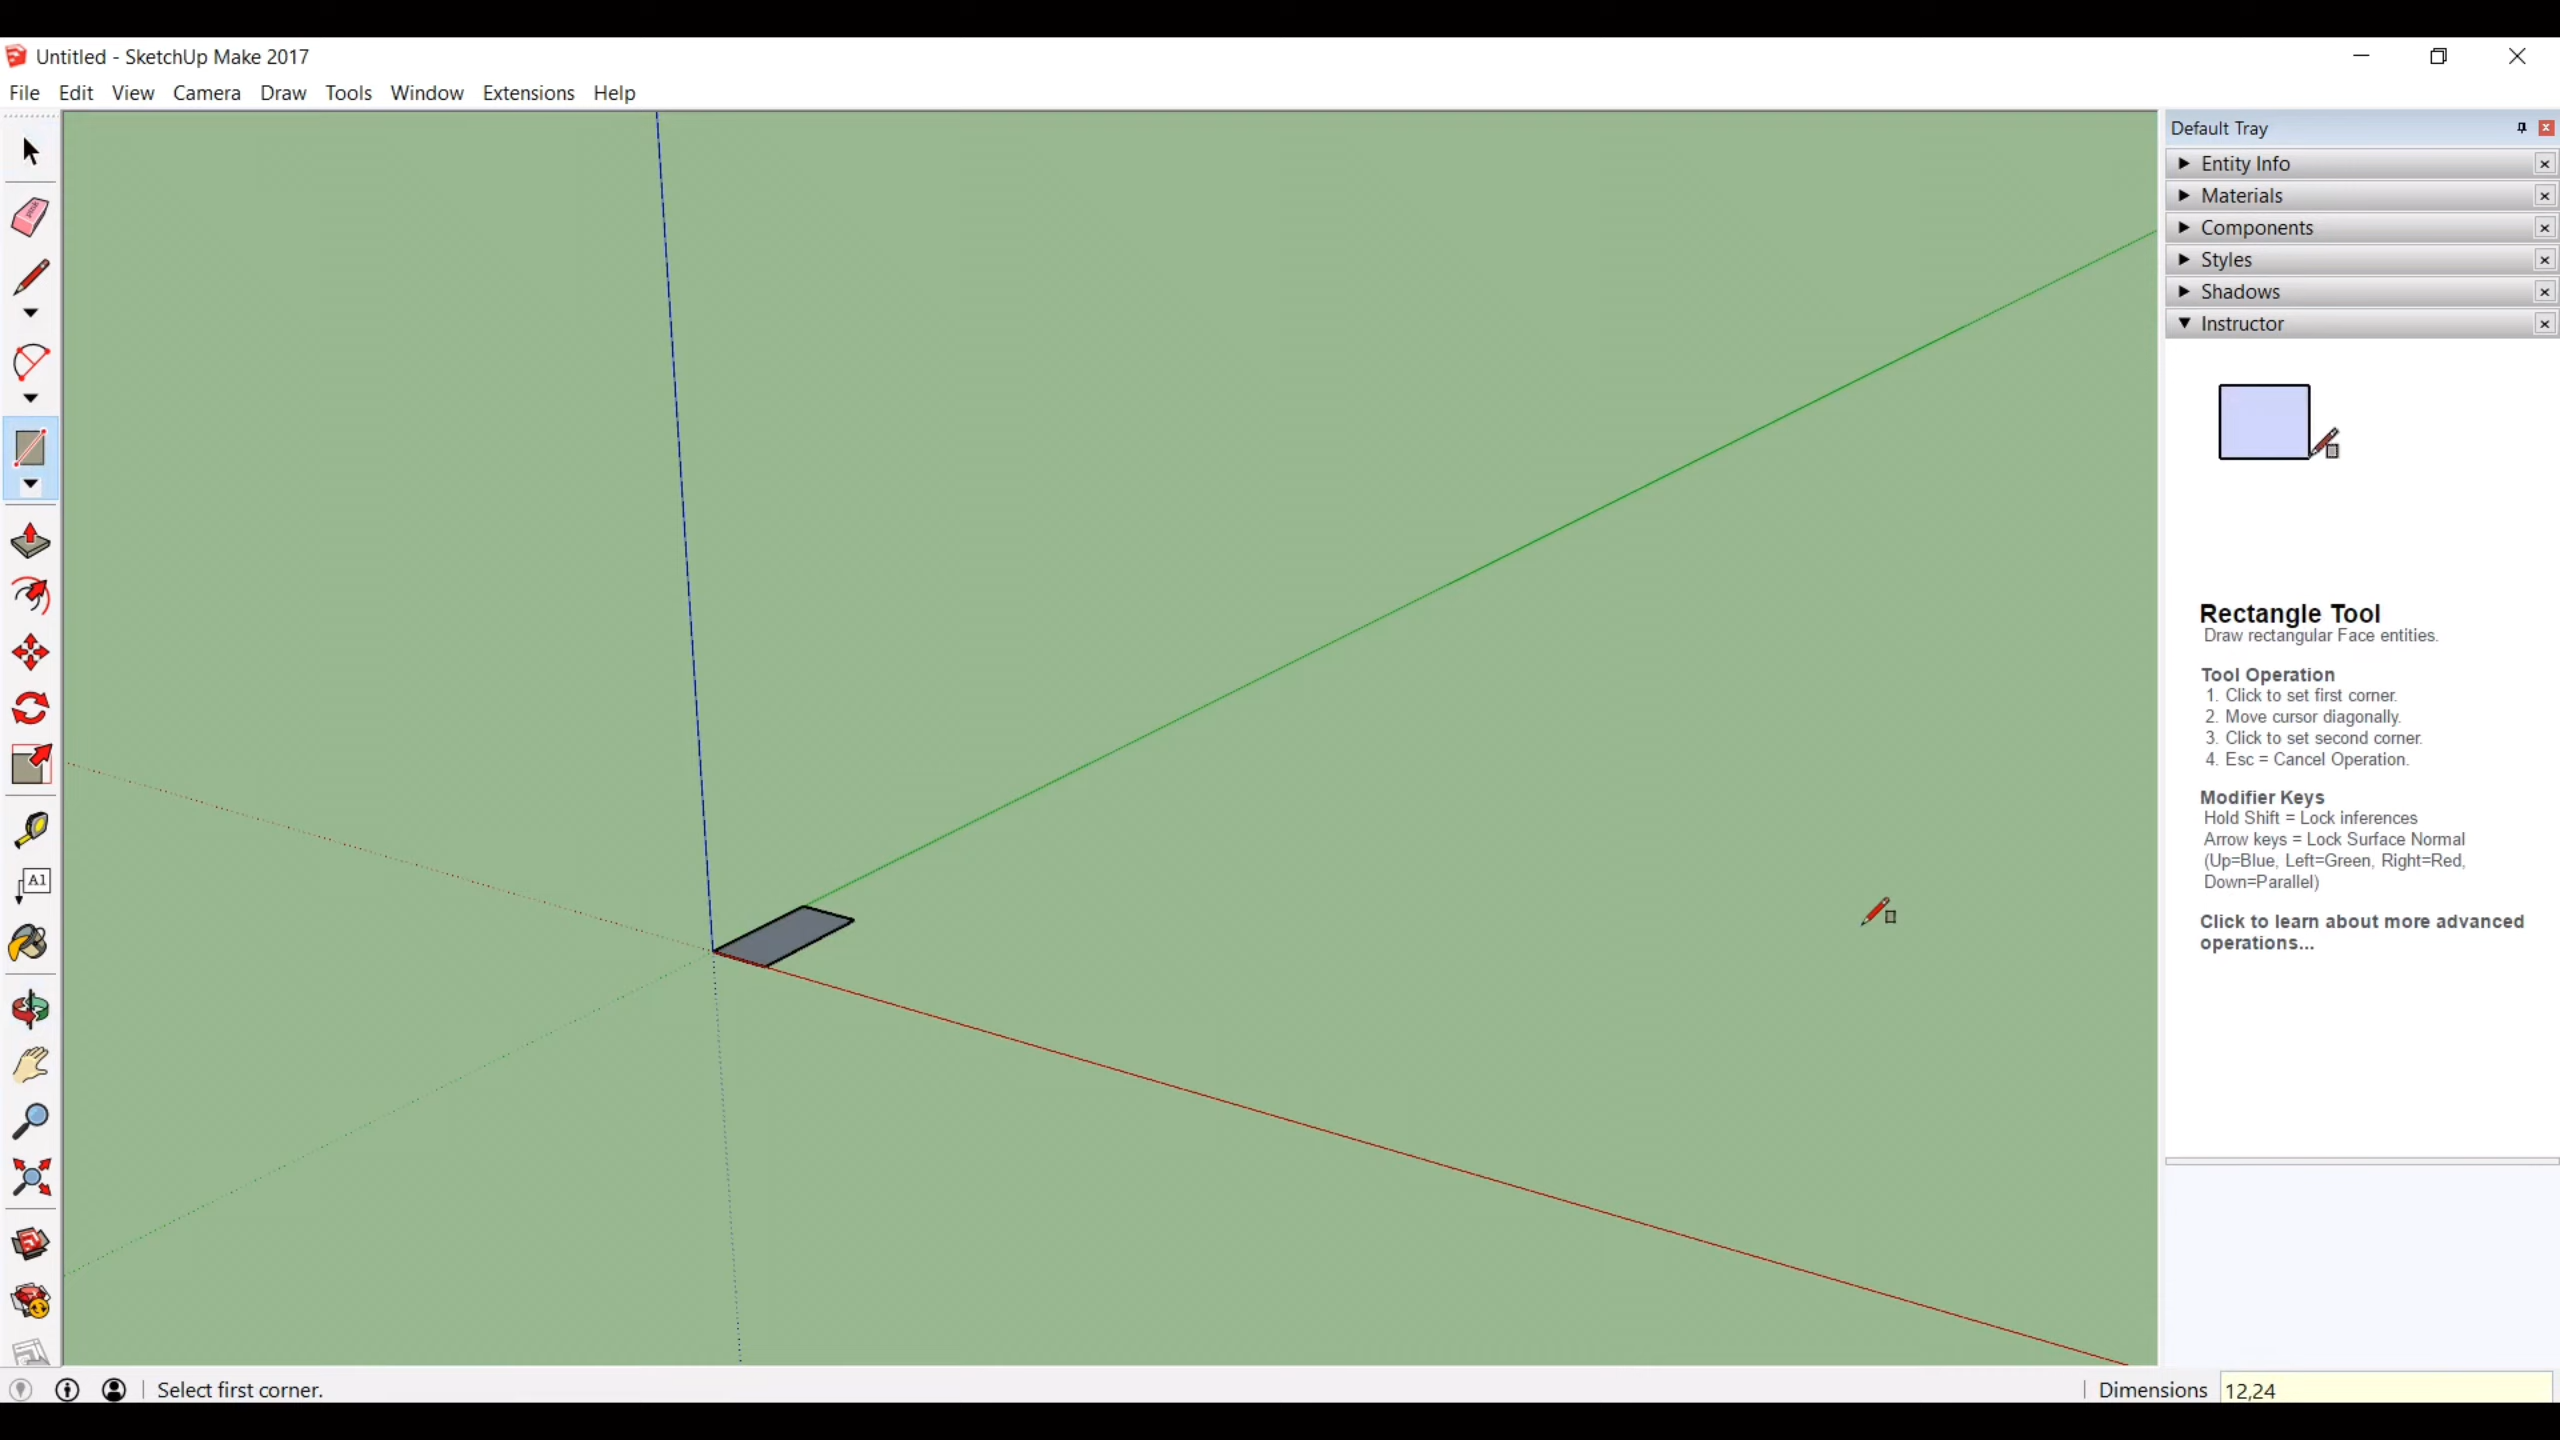 Untitled - SketchUp Make 2017
File Edit View Camera Draw Tools Window Extensions Help
Default Tray
Entity Info
Materials
Components
Styles
Shadows
Instructor
Rectangle Tool
Draw rectangular Face entities.
Tool Operation
1. Click to set first corner.
2. Move cursor diagonally.
3. Click to set second corner.
4. Esc = Cancel Operation.
Modifier Keys
Hold Shift = Lock inferences
Arrow keys = Lock Surface Normal
(Up=Blue, Left=Green, Right=Red,
Down=Parallel)
Click to learn about more advanced
operations...
A1
Select first corner.
Dimensions 12,24